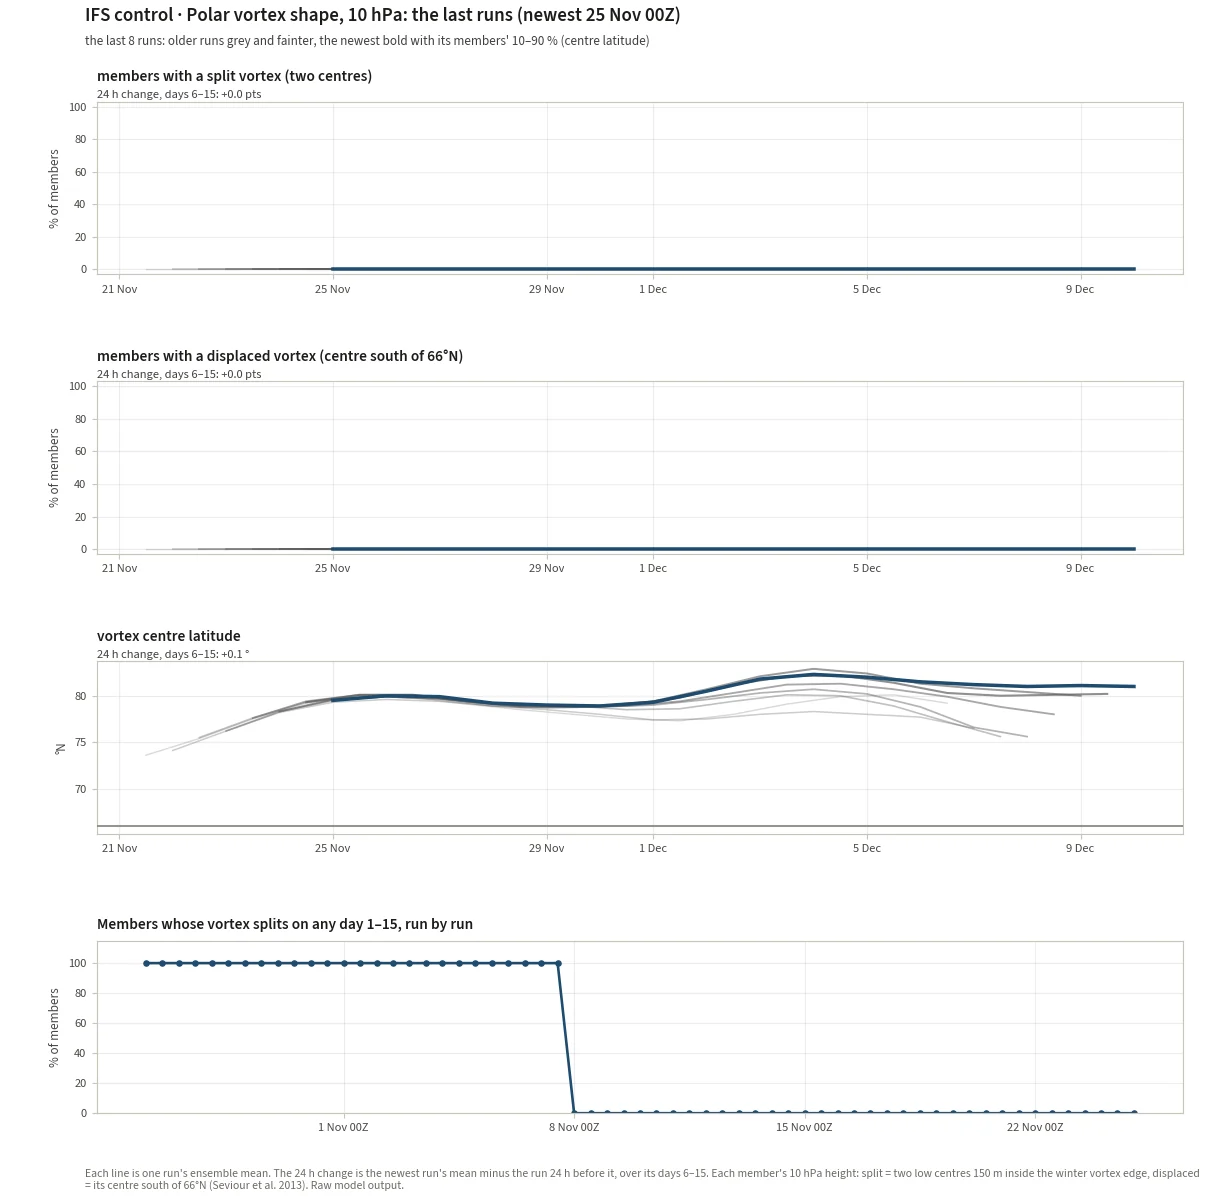 IFS control · Polar vortex shape, 10 hPa: the last runs (newest 25 Nov 00Z)
the last 8 runs: older runs grey and fainter, the newest bold with its members' 10–90 % (centre latitude)
members with a split vortex (two centres)
24 h change, days 6–15: +0.0 pts
100
80
60
40
20
0
% of members
21 Nov
25 Nov
29 Nov
1 Dec
5 Dec
9 Dec
members with a displaced vortex (centre south of 66°N)
24 h change, days 6–15: +0.0 pts
100
80
60
40
20
0
% of members
21 Nov
25 Nov
29 Nov
1 Dec
5 Dec
9 Dec
vortex centre latitude
24 h change, days 6–15: +0.1 °
80
75
70
°N
21 Nov
25 Nov
29 Nov
1 Dec
5 Dec
9 Dec
Members whose vortex splits on any day 1–15, run by run
100
80
60
40
20
0
% of members
1 Nov 00Z
8 Nov 00Z
15 Nov 00Z
22 Nov 00Z
Each line is one run's ensemble mean. The 24 h change is the newest run's mean minus the run 24 h before it, over its days 6–15. Each member's 10 hPa height: split = two low centres 150 m inside the winter vortex edge, displaced
= its centre south of 66°N (Seviour et al. 2013). Raw model output.